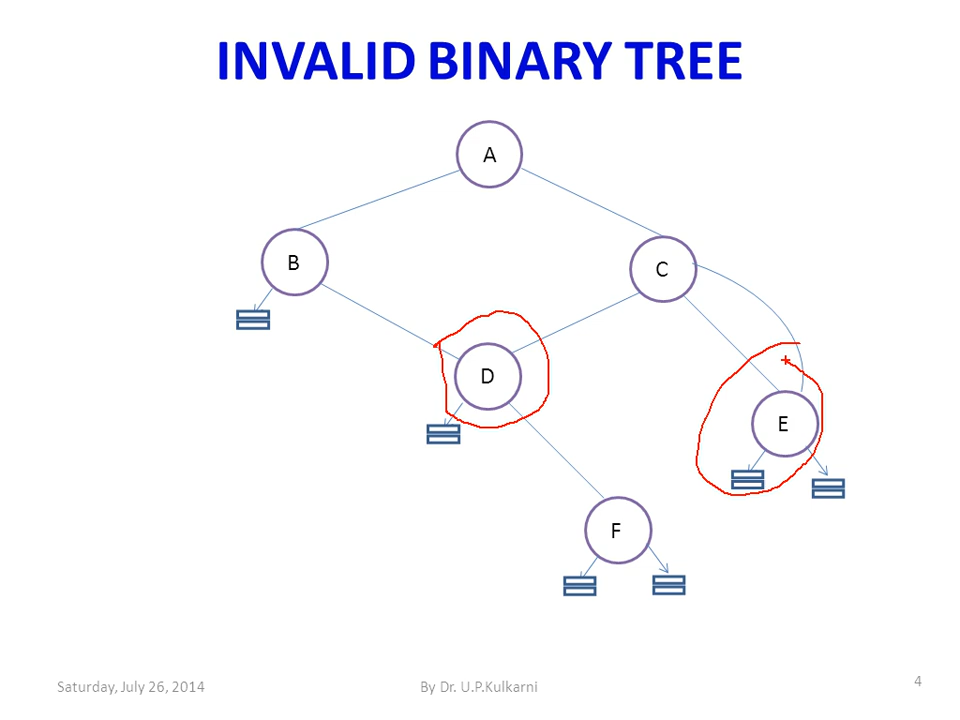 INVALID BINARY TREE
A
B
C
D
E
F
Saturday, July 26, 2014
By Dr. U.P.Kulkarni
4